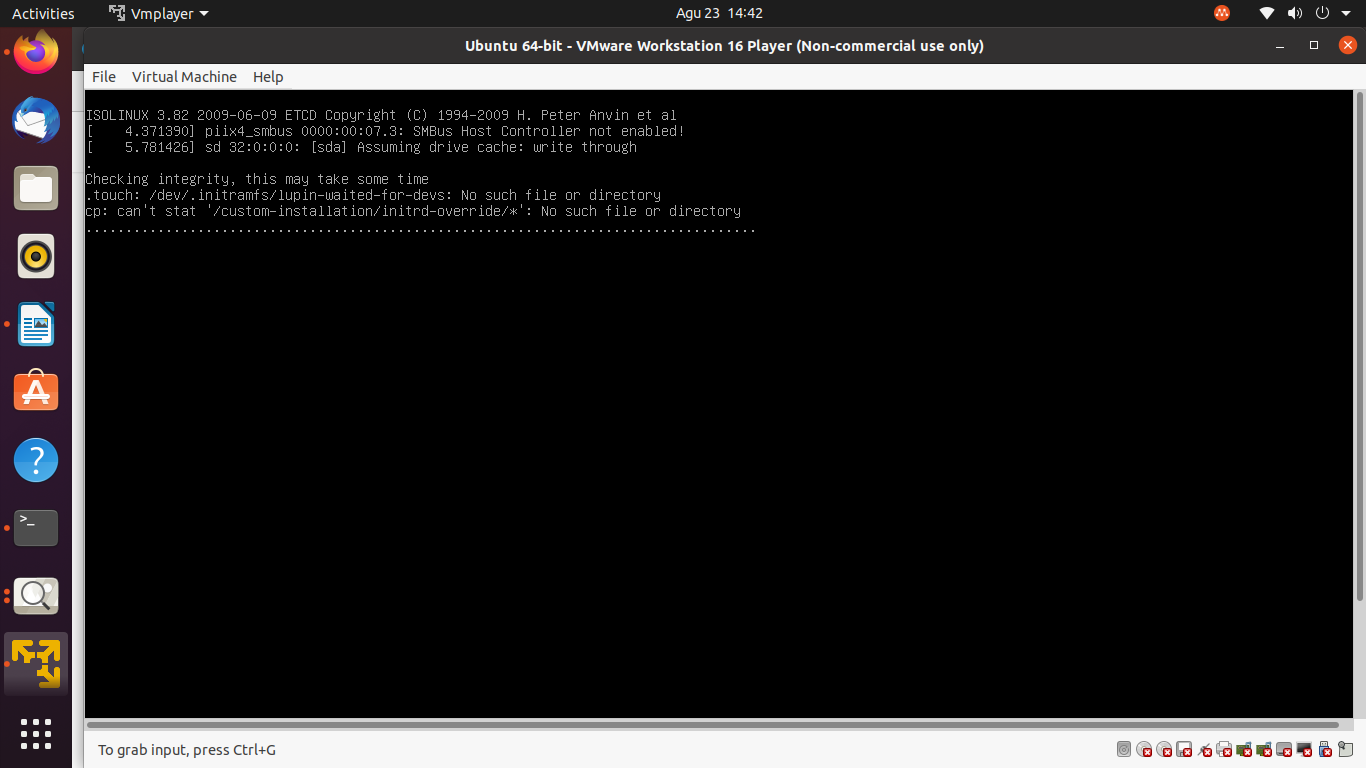 Activities
Vmplayer
Agu 23 14:42
Ubuntu 64-bit - VMware Workstation 16 Player (Non-commercial use only)
File Virtual Machine Help
ISOLINUX 3.82 2009-06-09 ETCD Copyright (C) 1994-2009 H. Peter Anvin et al
[    4.371390] piix4_smbus 0000:00:07.3: SMBus Host Controller not enabled!
[    5.781426] sd 32:0:0:0: [sda] Assuming drive cache: write through
.
Checking integrity, this may take some time
.touch: /dev/.initramfs/lupin-waited-for-devs: No such file or directory
cp: can't stat '/custom-installation/initrd-override/*': No such file or directory
....................................................................................
To grab input, press Ctrl+G